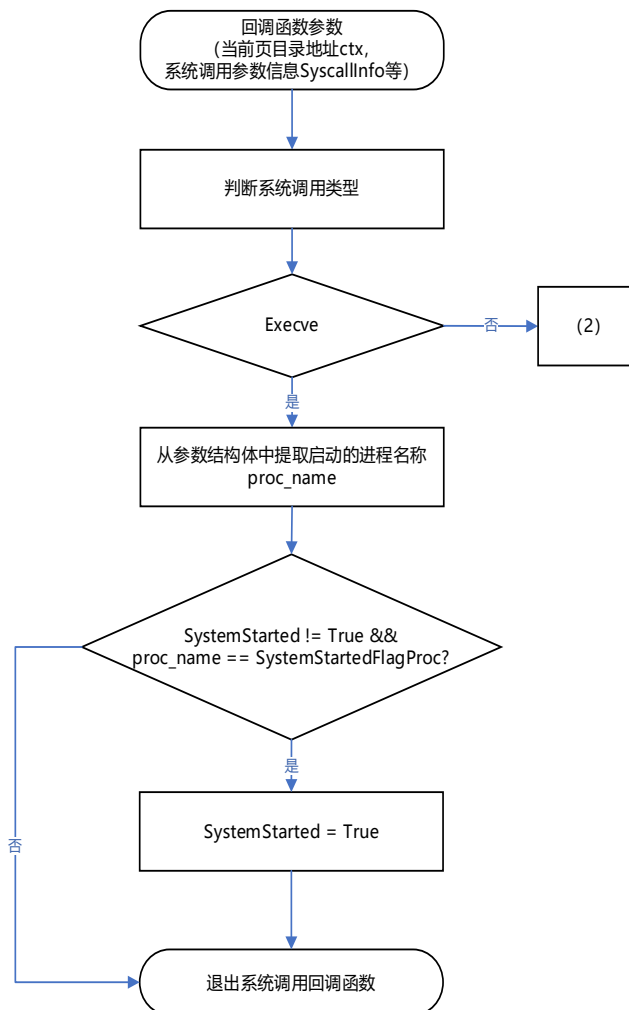 回调函数参数
（当前页目录地址ctx,
系统调用参数信息SyscallInfo等）
判断系统调用类型
Execve
否
(2)
是
从参数结构体中提取启动的进程名称
proc_name
SystemStarted != True &&
proc_name == SystemStartedFlagProc?
是
SystemStarted = True
否
退出系统调用回调函数